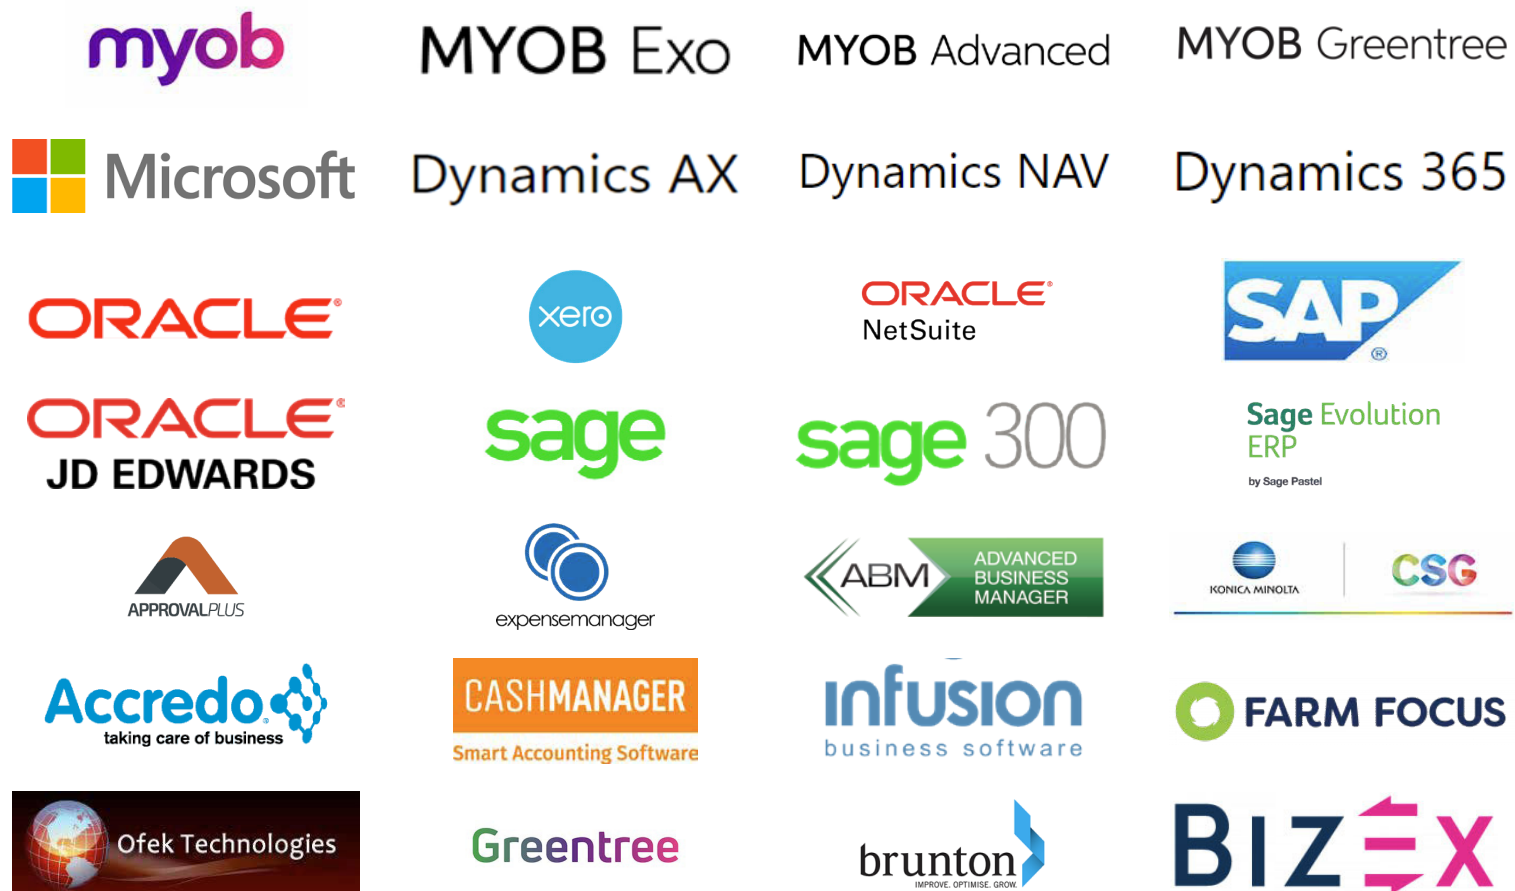 myob
MYOB Exo
MYOB Advanced
MYOB Greentree
Microsoft
Dynamics AX
Dynamics NAV
Dynamics 365
ORACLE®
xero
ORACLE®
NetSuite
SAP®
ORACLE®
JD EDWARDS
sage
sage 300
Sage Evolution
ERP
by Sage Pastel
APPROVALPLUS
expensemanager
ABM
ADVANCED
BUSINESS
MANAGER
KONICA MINOLTA
CSG
Accredo®
taking care of business
CASHMANAGER
Smart Accounting Software
infusion
business software
FARM FOCUS
Ofek Technologies
Greentree
brunton
IMPROVE. OPTIMISE. GROW.
BIZEX